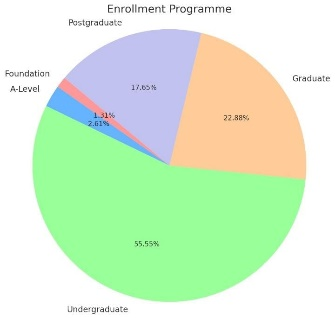 Enrollment Programme
Postgraduate
Foundation
A-Level
Graduate
17.65%
1.31%
2.61%
22.88%
55.55%
Undergraduate